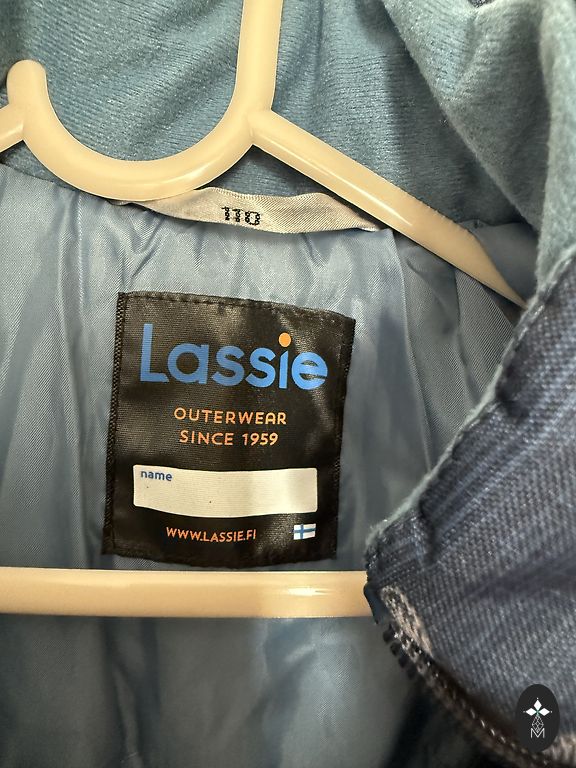 110
Lassie
OUTERWEAR
SINCE 1959
name
WWW.LASSIE.FI
M